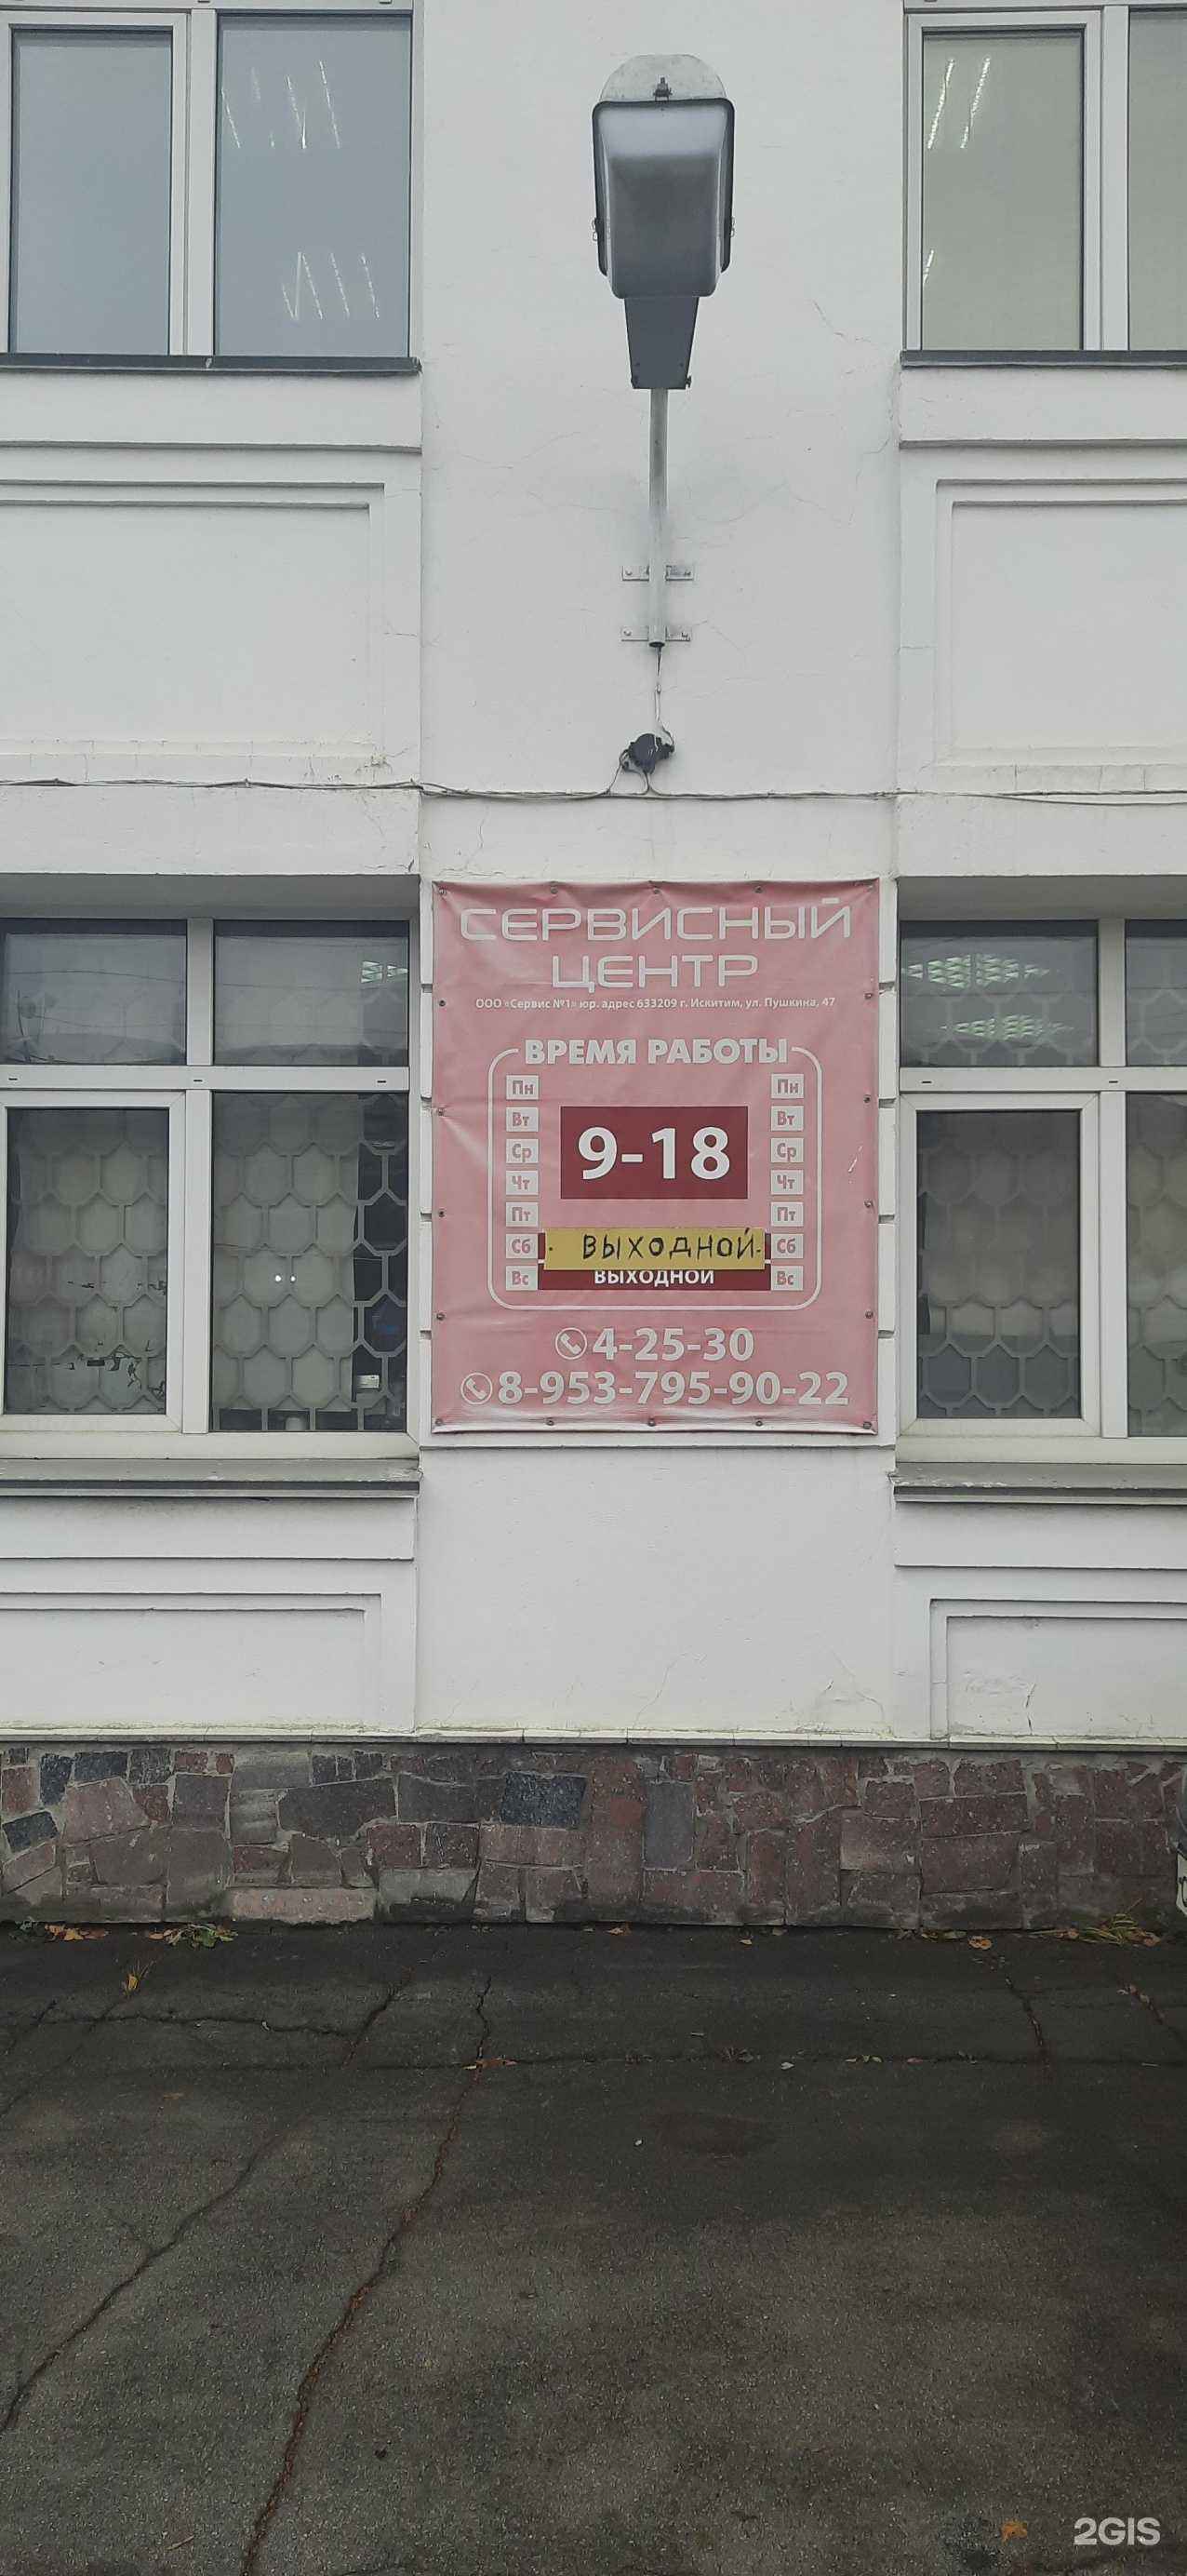 СЕРВИСНЫЙ
ЦЕНТР
ООО «Сервис №1» юр. адрес 633209 г. Искитим, ул. Пушкина, 47
ВРЕМЯ РАБОТЫ
Пн Пн
Вт Вт
Ср 9-18 Ср
Чт Чт
Пт Пт
Сб ВЫХОДНОЙ Сб
Вс ВЫХОДНОЙ Вс
4-25-30
8-953-795-90-22
2GIS